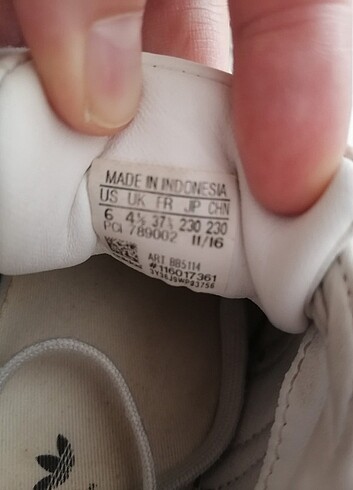 MADE IN INDONESIA
US UK FR JP CHN
6 4½ 37⅓ 230 230
PCI 789002 11/16
ART BB5114
#116017361